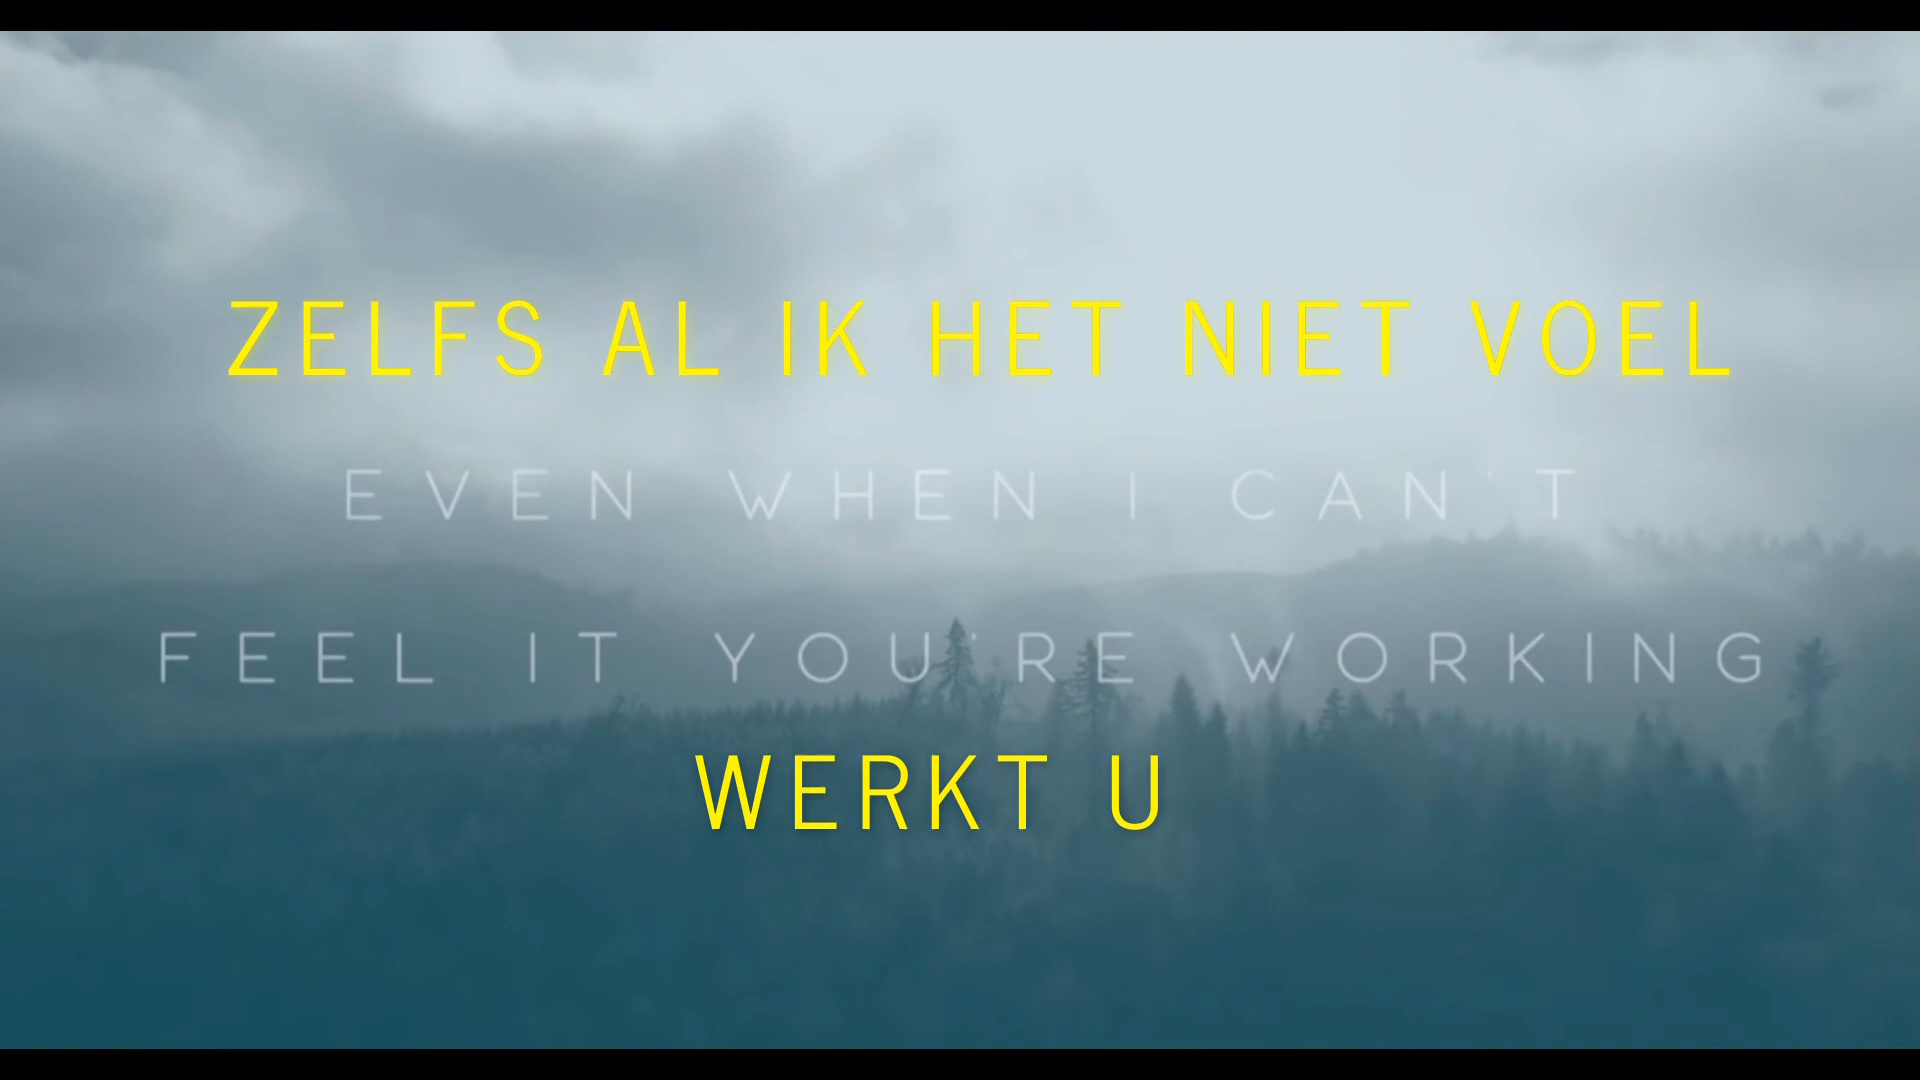 ZELFS AL IK HET NIET VOEL
EVEN WHEN I CAN'T
FEEL IT YOU'RE WORKING
WERKT U